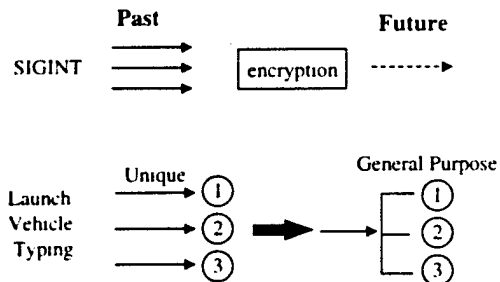 Past
Future
SIGINT
encryption
Unique
General Purpose
Launch
Vehicle
Typing
1
2
3
1
2
3